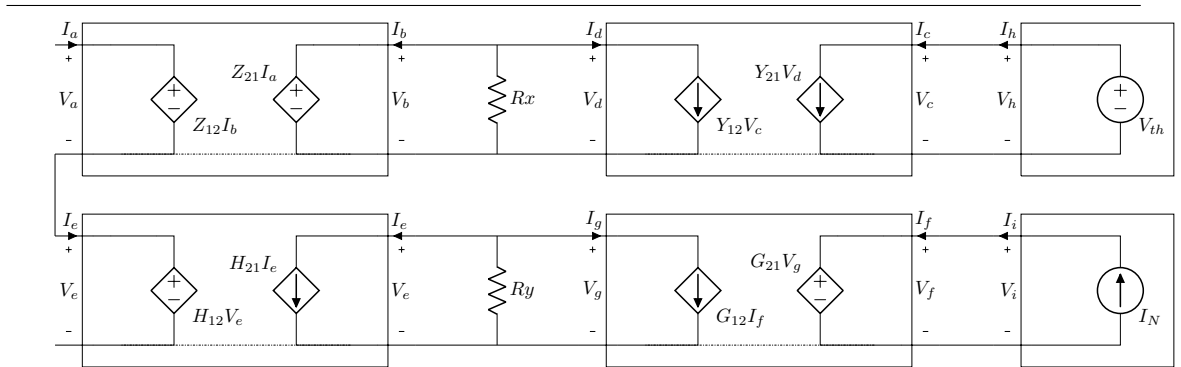 I_a I_b I_d I_c I_h
+ + + + +
Z_{21}I_a Y_{21}V_d
V_a + − + − V_b Rx V_d V_c V_h + −
Z_{12}I_b Y_{12}V_c V_{th}
- - - - -
I_e I_e I_g I_f I_i
+ + + + +
H_{21}I_e G_{21}V_g
V_e + − V_e Ry V_g + − V_f V_i
H_{12}V_e G_{12}I_f I_N
- - - - -